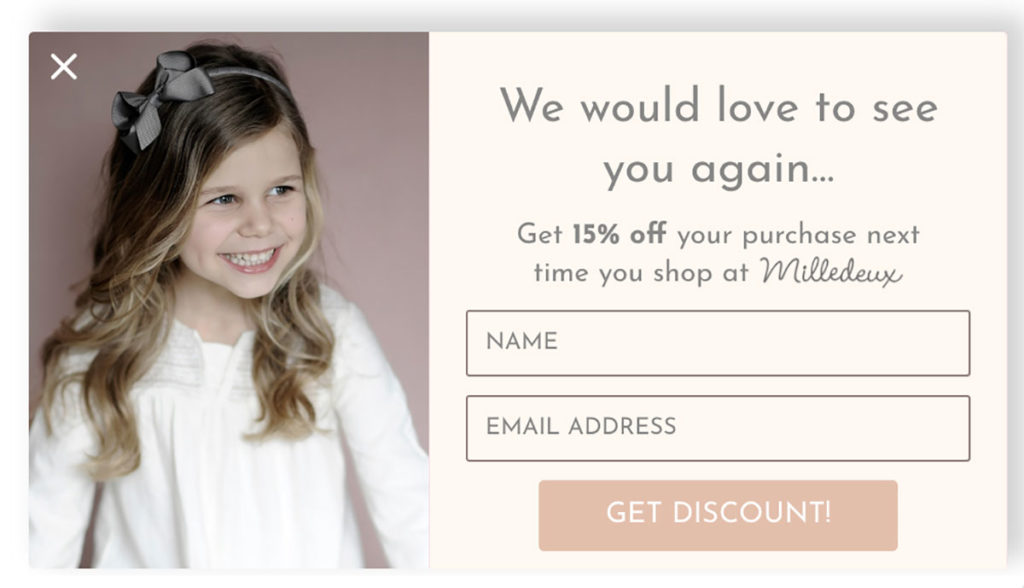 We would love to see
you again...
Get 15% off your purchase next
time you shop at Milledeux
NAME
EMAIL ADDRESS
GET DISCOUNT!